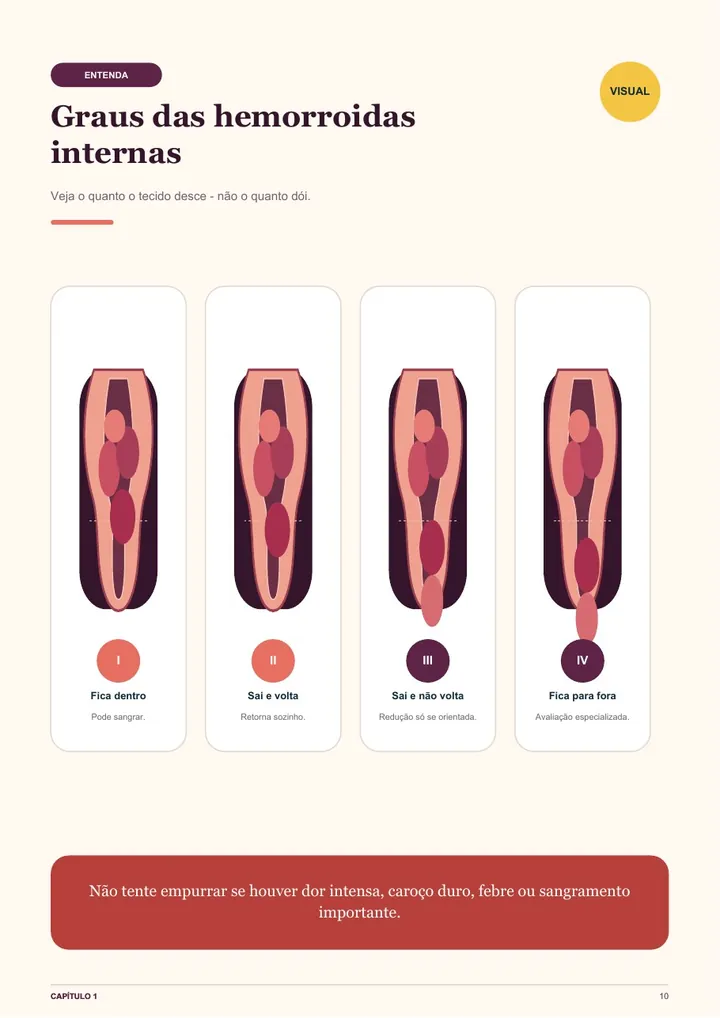 ENTENDA
VISUAL
Graus das hemorroidas
internas
Veja o quanto o tecido desce - não o quanto dói.
I
Fica dentro
Pode sangrar.
II
Sai e volta
Retorna sozinho.
III
Sai e não volta
Redução só se orientada.
IV
Fica para fora
Avaliação especializada.
Não tente empurrar se houver dor intensa, caroço duro, febre ou sangramento
importante.
CAPÍTULO 1
10